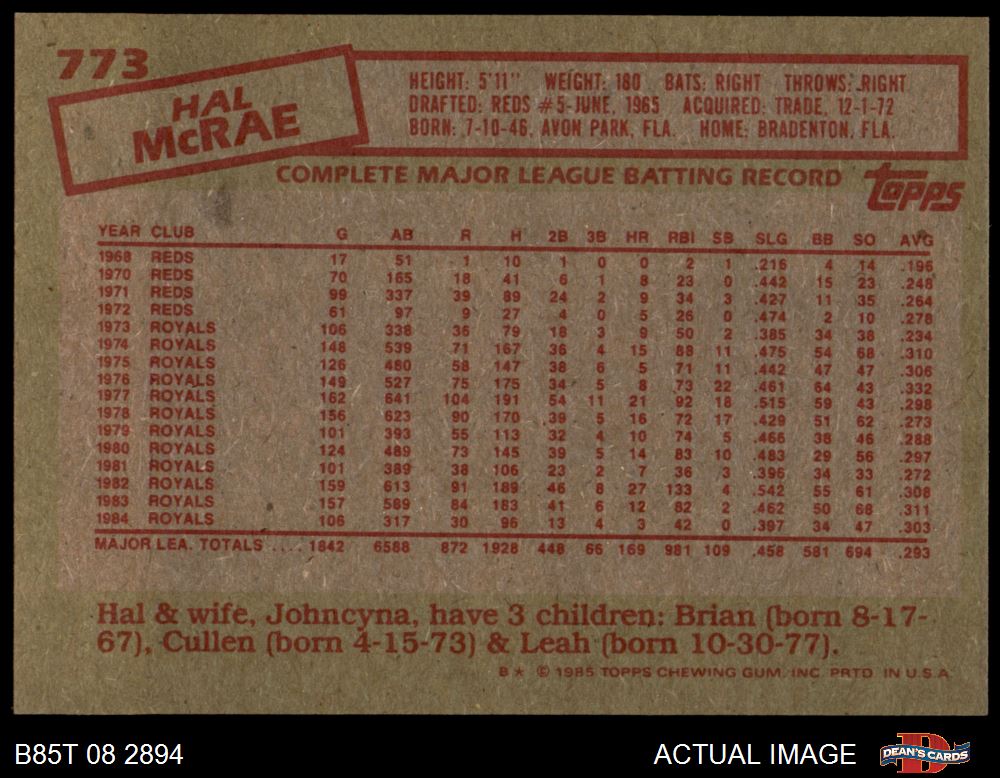 773
HAL
McRAE
HEIGHT: 5'11" WEIGHT: 180 BATS: RIGHT THROWS: RIGHT
DRAFTED: REDS #5-JUNE, 1965 ACQUIRED: TRADE, 12-1-72
BORN: 7-10-46, AVON PARK, FLA. HOME: BRADENTON, FLA.
COMPLETE MAJOR LEAGUE BATTING RECORD
topps
YEAR CLUB G AB R H 2B 3B HR RBI SB SLG BB SO AVG
1968 REDS 17 51 1 10 1 0 0 2 1 .216 4 14 .196
1970 REDS 70 165 18 41 6 1 8 23 0 .442 15 23 .248
1971 REDS 99 337 39 89 24 2 9 34 3 .427 11 35 .264
1972 REDS 61 97 9 27 4 0 5 26 0 .474 2 10 .278
1973 ROYALS 106 338 36 79 18 3 9 50 2 .385 34 38 .234
1974 ROYALS 148 539 71 167 36 4 15 88 11 .475 54 68 .310
1975 ROYALS 126 480 58 147 38 6 5 71 11 .442 47 47 .306
1976 ROYALS 149 527 75 175 34 5 8 73 22 .461 64 43 .332
1977 ROYALS 162 641 104 191 54 11 21 92 18 .515 59 43 .298
1978 ROYALS 156 623 90 170 39 5 16 72 17 .429 51 62 .273
1979 ROYALS 101 393 55 113 32 4 10 74 5 .466 38 46 .288
1980 ROYALS 124 489 73 145 39 5 14 83 10 .483 29 56 .297
1981 ROYALS 101 389 38 106 23 2 7 36 3 .396 34 33 .272
1982 ROYALS 159 613 91 189 46 8 27 133 4 .542 55 61 .308
1983 ROYALS 157 589 84 183 41 6 12 82 2 .462 50 68 .311
1984 ROYALS 106 317 30 96 13 4 3 42 0 .397 34 47 .303
MAJOR LEA. TOTALS .... 1842 6588 872 1928 448 66 169 981 109 .458 581 694 .293
Hal & wife, Johncyna, have 3 children: Brian (born 8-17-
67), Cullen (born 4-15-73) & Leah (born 10-30-77).
B* © 1985 TOPPS CHEWING GUM, INC. PRTD. IN U.S.A.
B85T 08 2894
ACTUAL IMAGE
D
DEAN'S CARDS